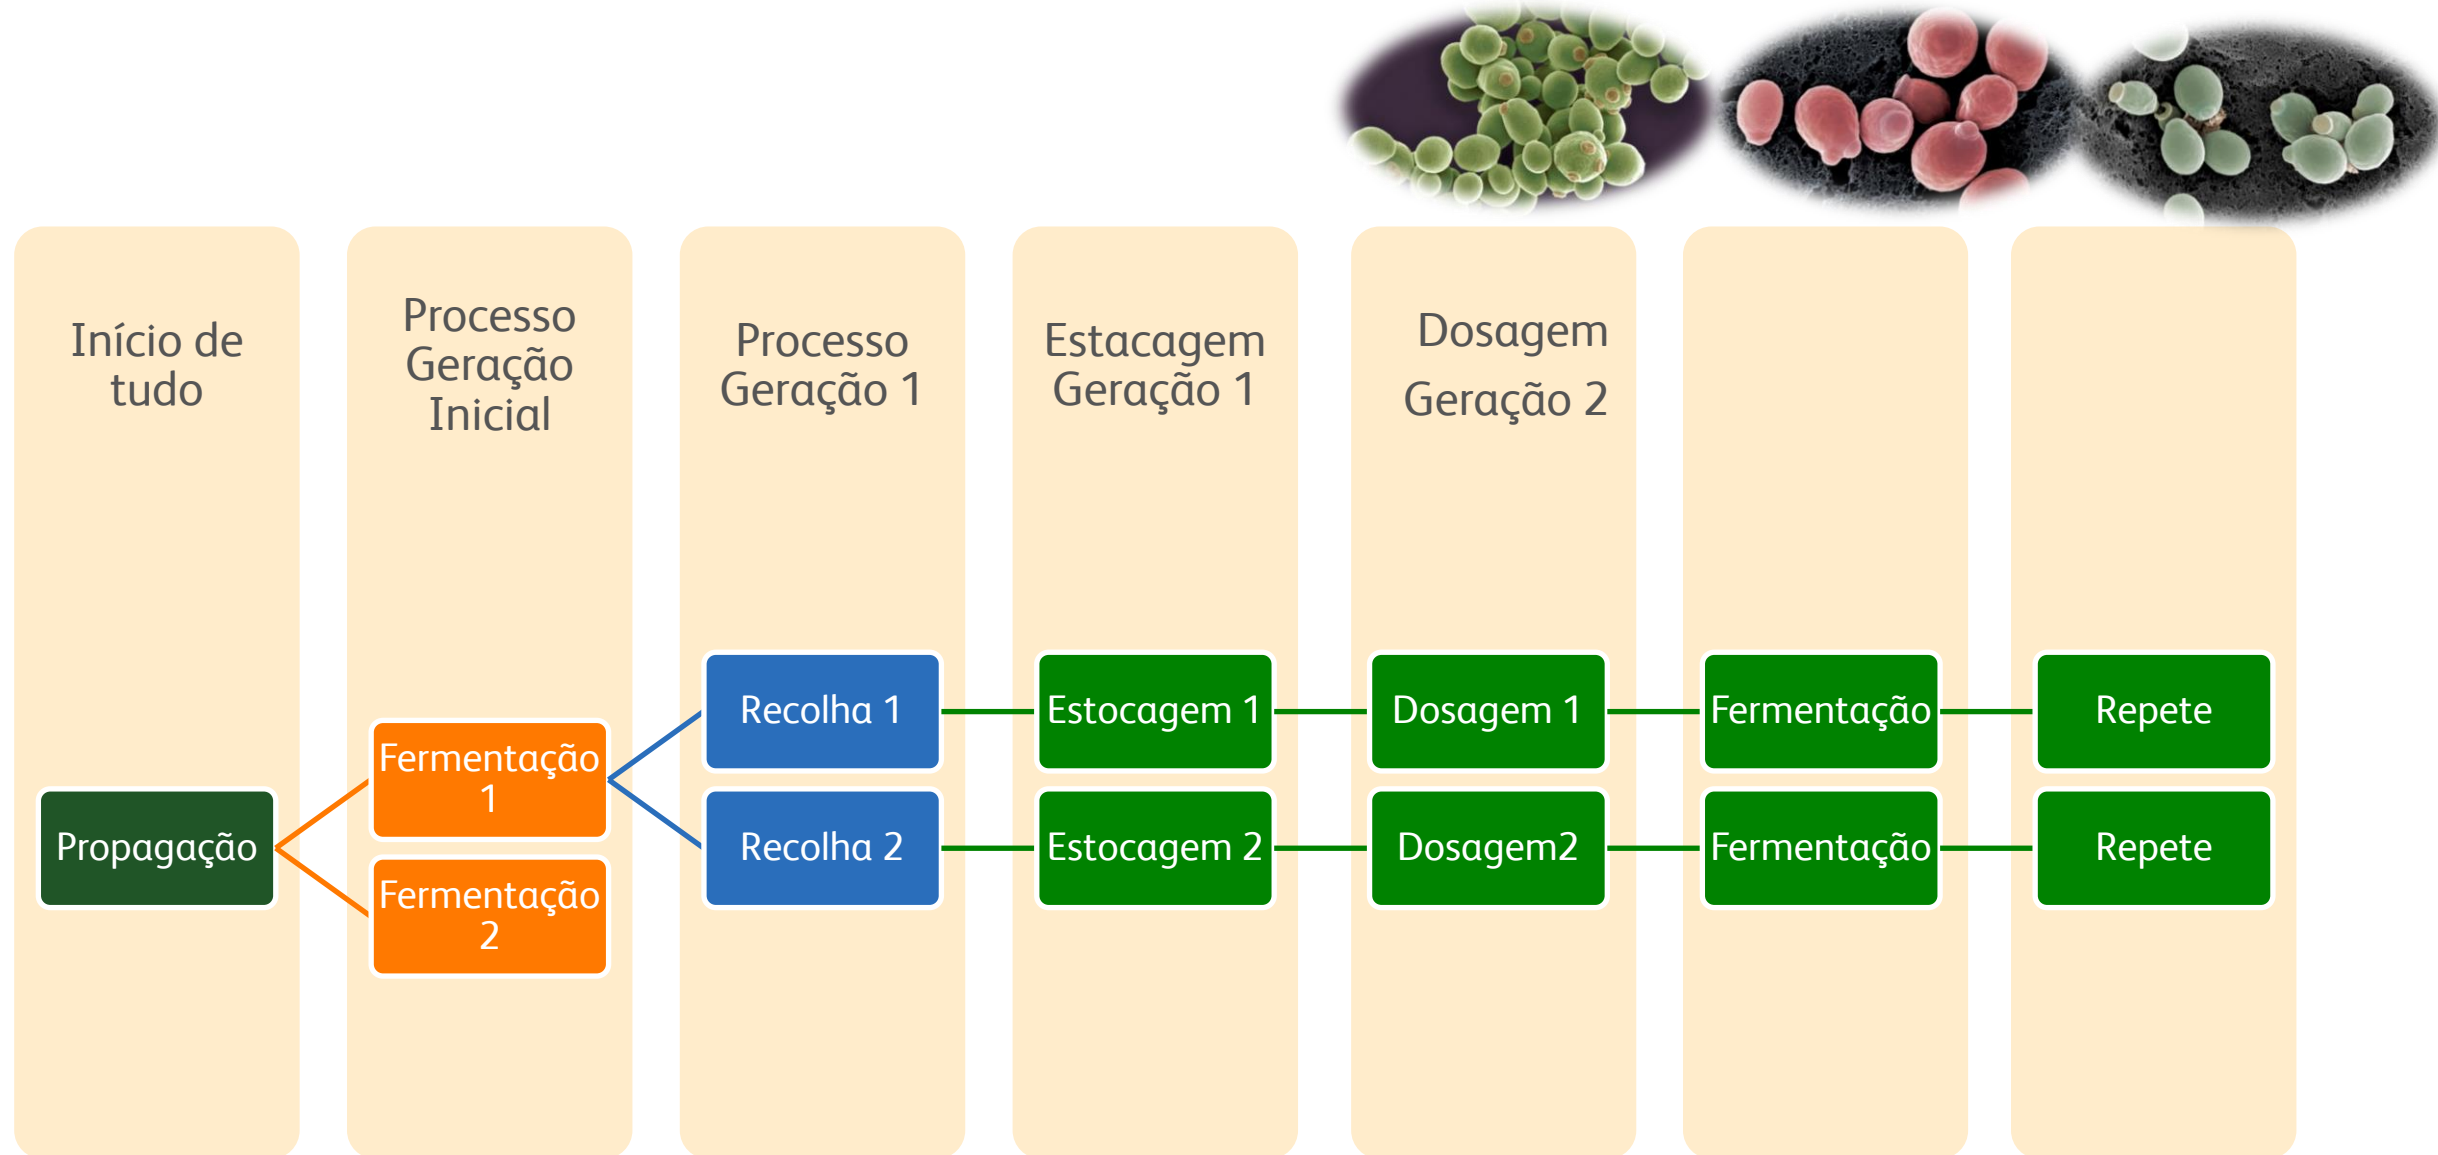 Início de
tudo
Processo
Geração
Inicial
Processo
Geração 1
Estacagem
Geração 1
Dosagem
Geração 2
Propagação
Fermentação
1
Fermentação
2
Recolha 1
Recolha 2
Estocagem 1
Estocagem 2
Dosagem 1
Dosagem2
Fermentação
Fermentação
Repete
Repete